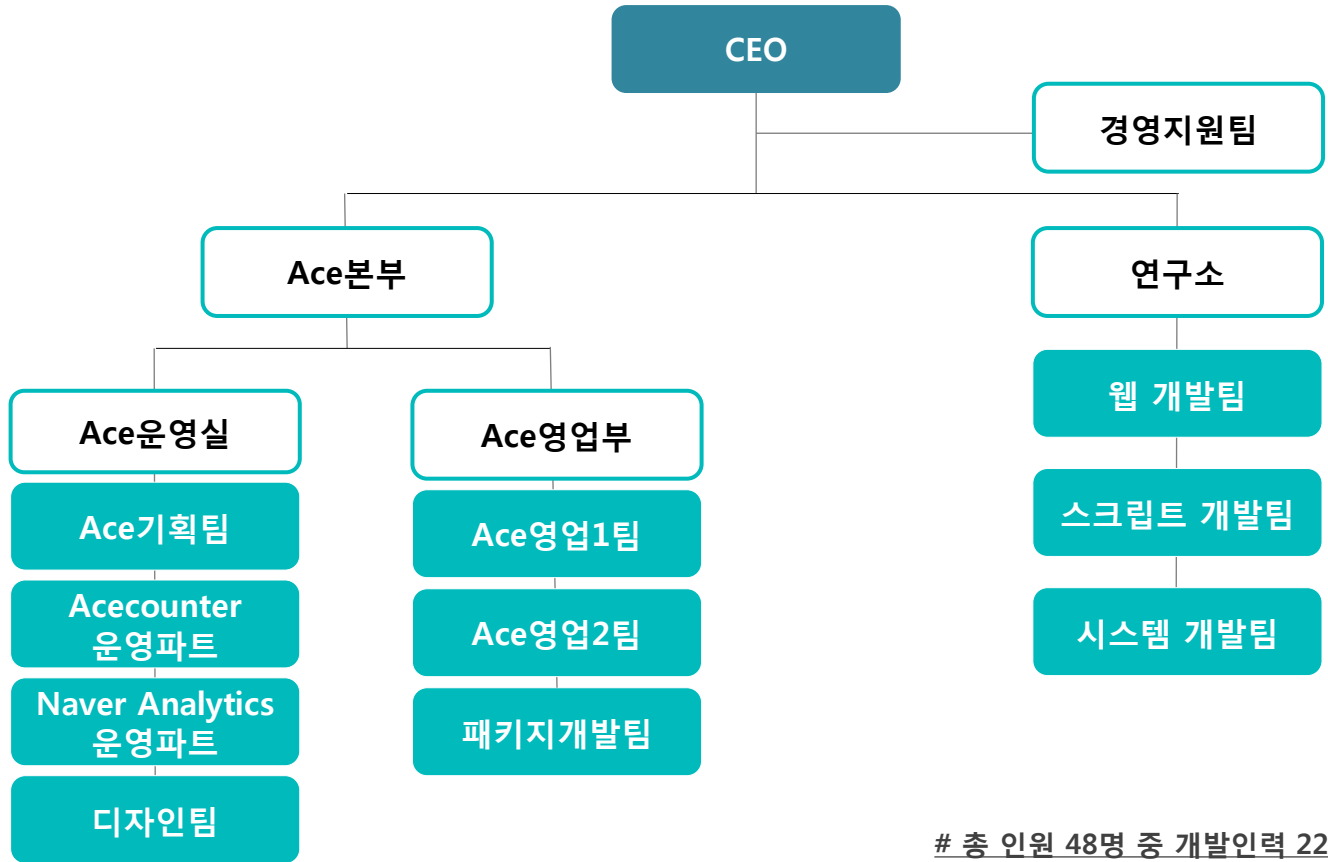 CEO
경영지원팀
Ace본부
연구소
Ace운영실
Ace기획팀
Acecounter
운영파트
Naver Analytics
운영파트
디자인팀
Ace영업부
Ace영업1팀
Ace영업2팀
패키지개발팀
웹 개발팀
스크립트 개발팀
시스템 개발팀
# 총 인원 48명 중 개발인력 22